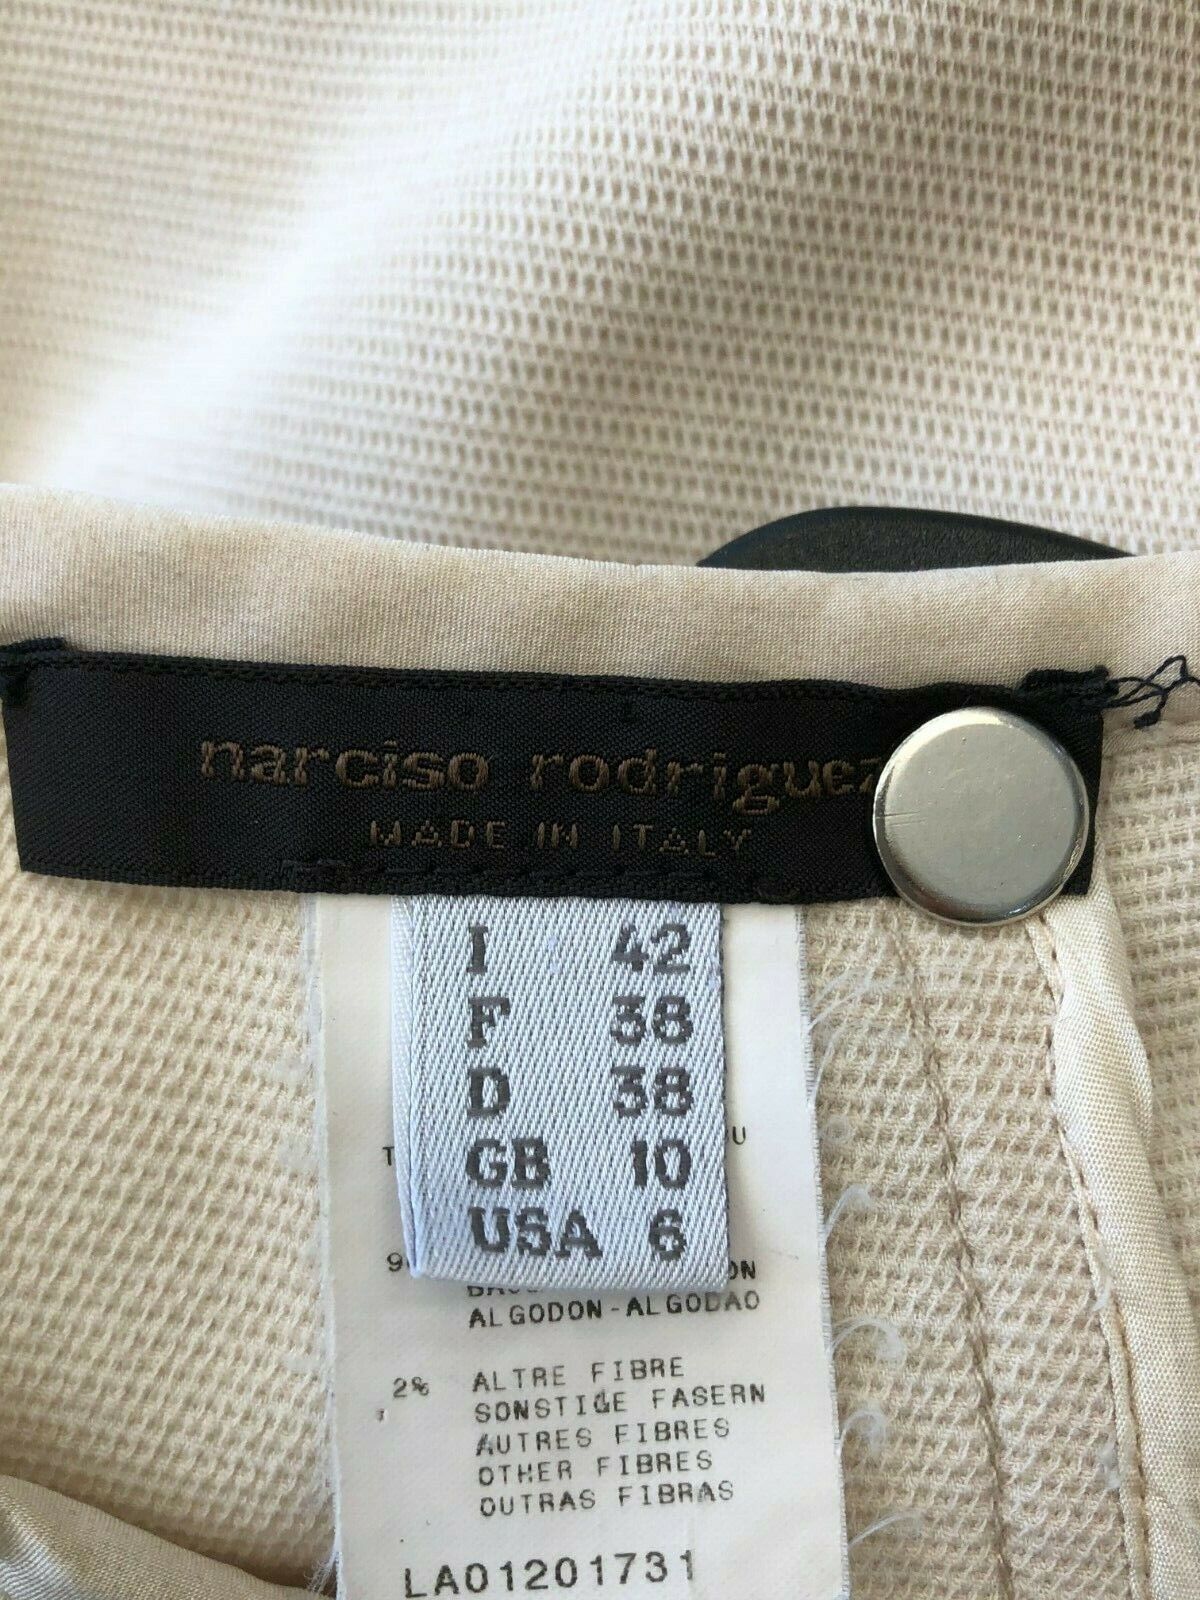 narciso rodriguez
MADE IN ITALY
I 42
F 38
D 38
GB 10
USA 6
ALGODON-ALGODAO
2% ALTRE FIBRE
SONSTIGE FASERN
AUTRES FIBRES
OTHER FIBRES
OUTRAS FIBRAS
LA01201731